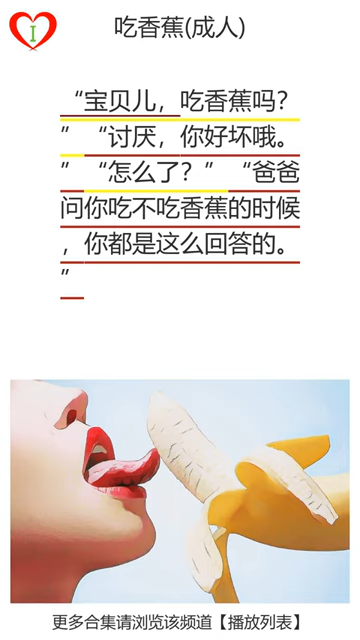 I
吃香蕉(成人)
“宝贝儿，吃香蕉吗？
”“讨厌，你好坏哦。
”“怎么了？”“爸爸
问你吃不吃香蕉的时候
，你都是这么回答的。
”
更多合集请浏览该频道【播放列表】